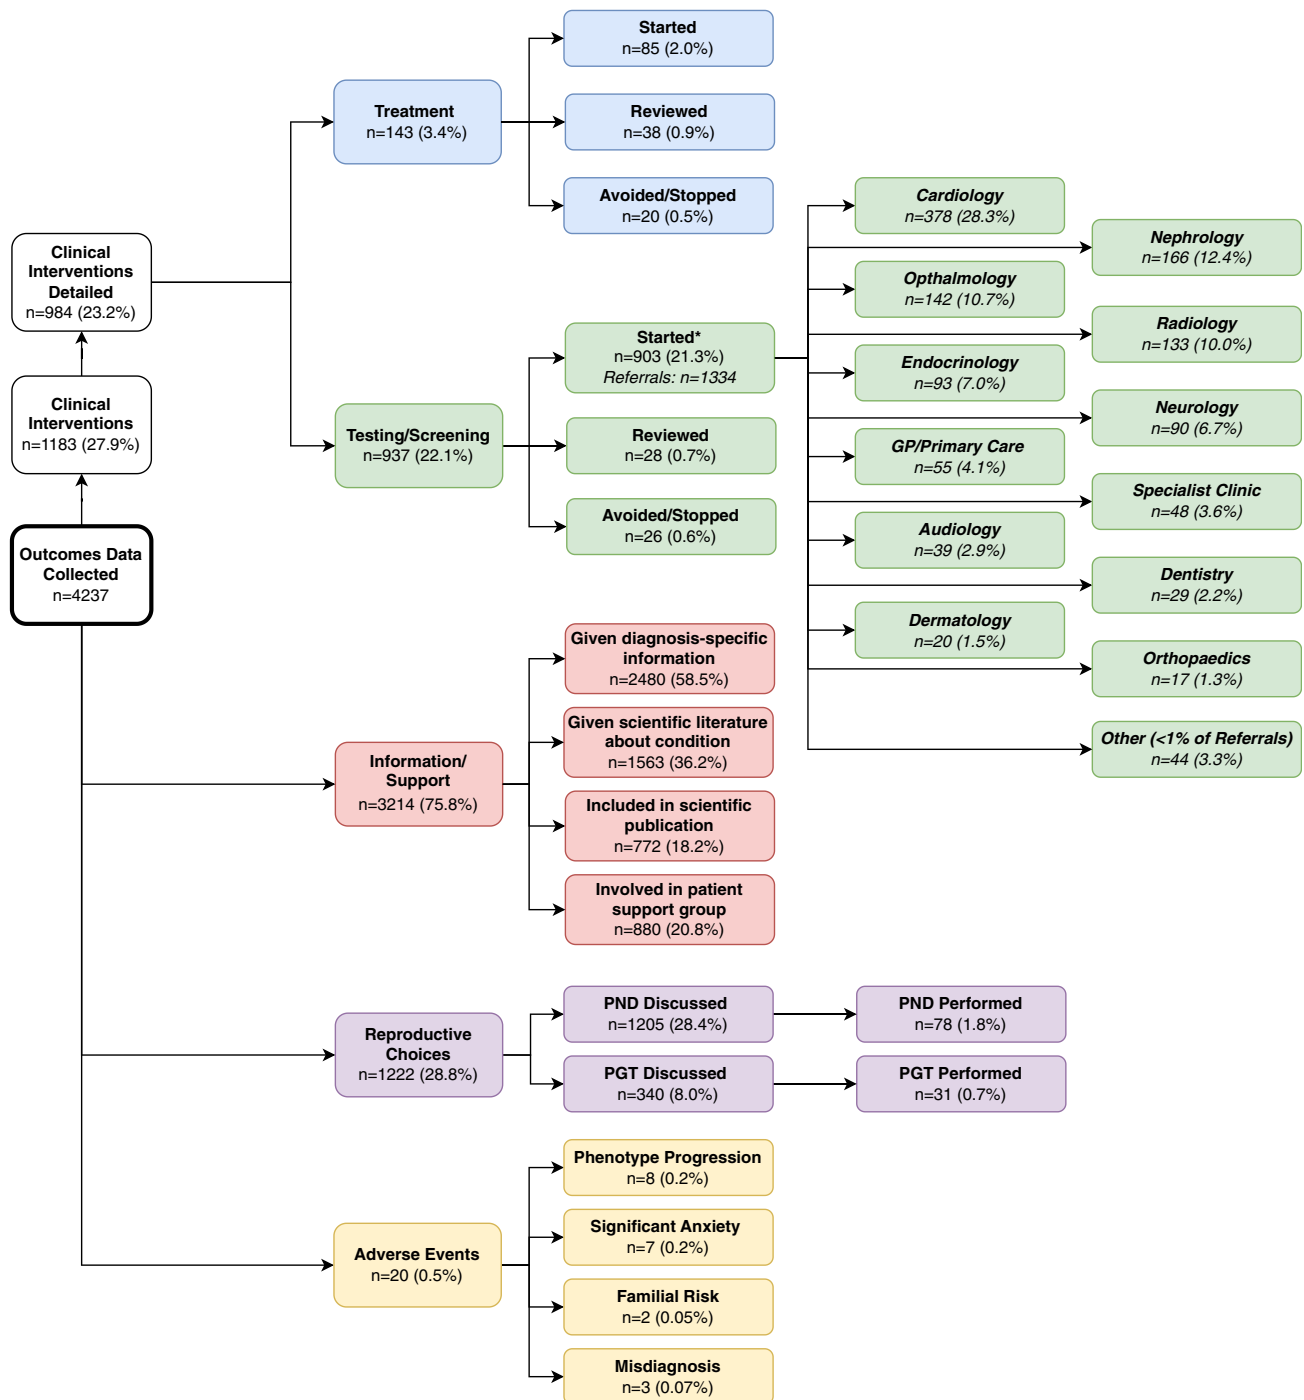 Outcomes Data
Collected
n=4237
Clinical
Interventions
n=1183 (27.9%)
Clinical
Interventions
Detailed
n=984 (23.2%)
Treatment
n=143 (3.4%)
Started
n=85 (2.0%)
Reviewed
n=38 (0.9%)
Avoided/Stopped
n=20 (0.5%)
Testing/Screening
n=937 (22.1%)
Started*
n=903 (21.3%)
Referrals: n=1334
Reviewed
n=28 (0.7%)
Avoided/Stopped
n=26 (0.6%)
Cardiology
n=378 (28.3%)
Nephrology
n=166 (12.4%)
Opthalmology
n=142 (10.7%)
Radiology
n=133 (10.0%)
Endocrinology
n=93 (7.0%)
Neurology
n=90 (6.7%)
GP/Primary Care
n=55 (4.1%)
Specialist Clinic
n=48 (3.6%)
Audiology
n=39 (2.9%)
Dentistry
n=29 (2.2%)
Dermatology
n=20 (1.5%)
Orthopaedics
n=17 (1.3%)
Other (<1% of Referrals)
n=44 (3.3%)
Information/
Support
n=3214 (75.8%)
Given diagnosis-specific
information
n=2480 (58.5%)
Given scientific literature
about condition
n=1563 (36.2%)
Included in scientific
publication
n=772 (18.2%)
Involved in patient
support group
n=880 (20.8%)
Reproductive
Choices
n=1222 (28.8%)
PND Discussed
n=1205 (28.4%)
PND Performed
n=78 (1.8%)
PGT Discussed
n=340 (8.0%)
PGT Performed
n=31 (0.7%)
Adverse Events
n=20 (0.5%)
Phenotype Progression
n=8 (0.2%)
Significant Anxiety
n=7 (0.2%)
Familial Risk
n=2 (0.05%)
Misdiagnosis
n=3 (0.07%)